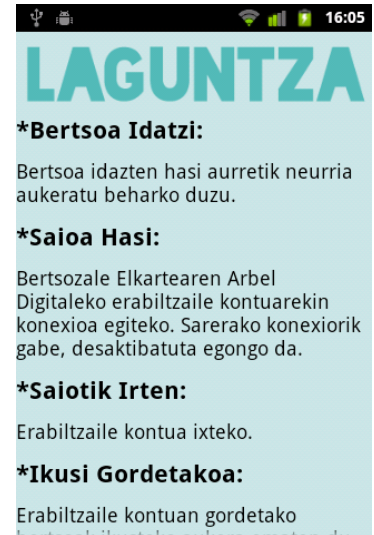 16:05
LAGUNTZA
*Bertsoa Idatzi:
Bertsoa idazten hasi aurretik neurria
aukeratu beharko duzu.
*Saioa Hasi:
Bertsozale Elkartearen Arbel
Digitaleko erabiltzaile kontuarekin
konexioa egiteko. Sarerako konexiorik
gabe, desaktibatuta egongo da.
*Saiotik Irten:
Erabiltzaile kontua ixteko.
*Ikusi Gordetakoa:
Erabiltzaile kontuan gordetako